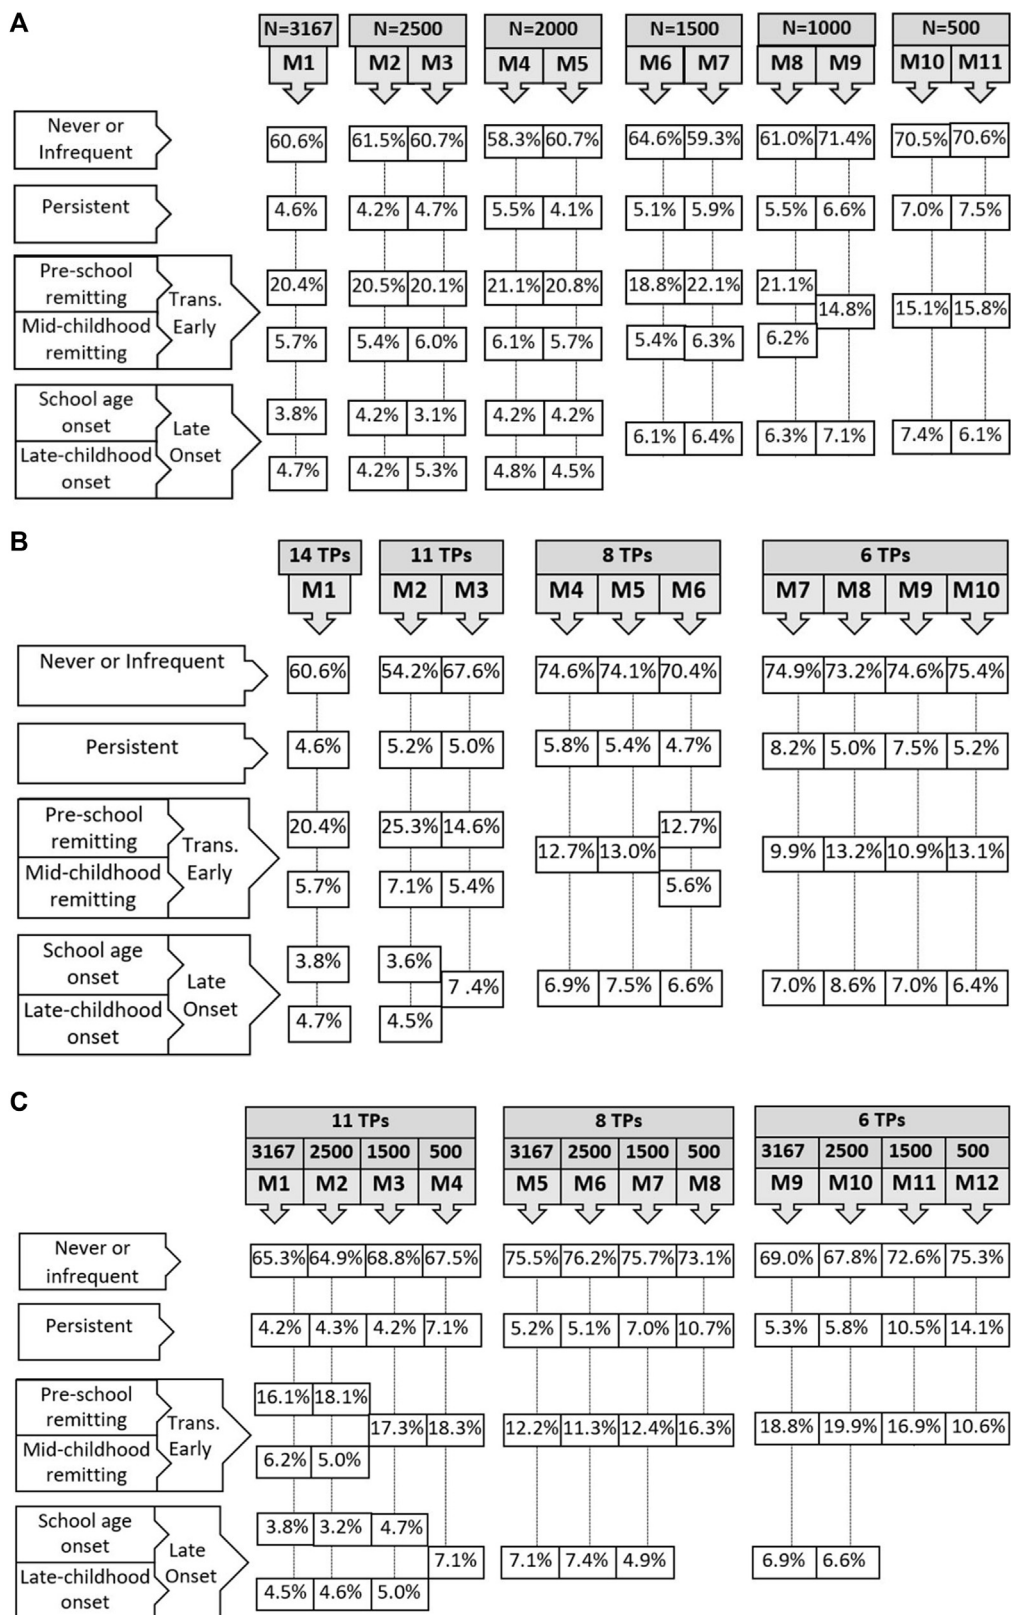 A
N=3167 N=2500 N=2000 N=1500 N=1000 N=500
M1 M2 M3 M4 M5 M6 M7 M8 M9 M10 M11
Never or
Infrequent
60.6% 61.5% 60.7% 58.3% 60.7% 64.6% 59.3% 61.0% 71.4% 70.5% 70.6%
Persistent
4.6% 4.2% 4.7% 5.5% 4.1% 5.1% 5.9% 5.5% 6.6% 7.0% 7.5%
Pre-school
remitting
20.4% 20.5% 20.1% 21.1% 20.8% 18.8% 22.1% 21.1%
Trans.
Early
14.8% 15.1% 15.8%
Mid-childhood
remitting
5.7% 5.4% 6.0% 6.1% 5.7% 5.4% 6.3% 6.2%
School age
onset
3.8% 4.2% 3.1% 4.2% 4.2%
Late
Onset
6.1% 6.4% 6.3% 7.1% 7.4% 6.1%
Late-childhood
onset
4.7% 4.2% 5.3% 4.8% 4.5%
B
14 TPs 11 TPs 8 TPs 6 TPs
M1 M2 M3 M4 M5 M6 M7 M8 M9 M10
Never or Infrequent
60.6% 54.2% 67.6% 74.6% 74.1% 70.4% 74.9% 73.2% 74.6% 75.4%
Persistent
4.6% 5.2% 5.0% 5.8% 5.4% 4.7% 8.2% 5.0% 7.5% 5.2%
Pre-school
remitting
20.4% 25.3% 14.6% 12.7%
Trans.
Early
12.7% 13.0% 9.9% 13.2% 10.9% 13.1%
Mid-childhood
remitting
5.7% 7.1% 5.4% 5.6%
School age
onset
3.8% 3.6%
Late
Onset
7 .4% 6.9% 7.5% 6.6% 7.0% 8.6% 7.0% 6.4%
Late-childhood
onset
4.7% 4.5%
C
11 TPs 8 TPs 6 TPs
3167 2500 1500 500 3167 2500 1500 500 3167 2500 1500 500
M1 M2 M3 M4 M5 M6 M7 M8 M9 M10 M11 M12
Never or
infrequent
65.3% 64.9% 68.8% 67.5% 75.5% 76.2% 75.7% 73.1% 69.0% 67.8% 72.6% 75.3%
Persistent
4.2% 4.3% 4.2% 7.1% 5.2% 5.1% 7.0% 10.7% 5.3% 5.8% 10.5% 14.1%
Pre-school
remitting
16.1% 18.1%
Trans.
Early
17.3% 18.3% 12.2% 11.3% 12.4% 16.3% 18.8% 19.9% 16.9% 10.6%
Mid-childhood
remitting
6.2% 5.0%
School age
onset
3.8% 3.2% 4.7%
Late
Onset
7.1% 7.1% 7.4% 4.9% 6.9% 6.6%
Late-childhood
onset
4.5% 4.6% 5.0%